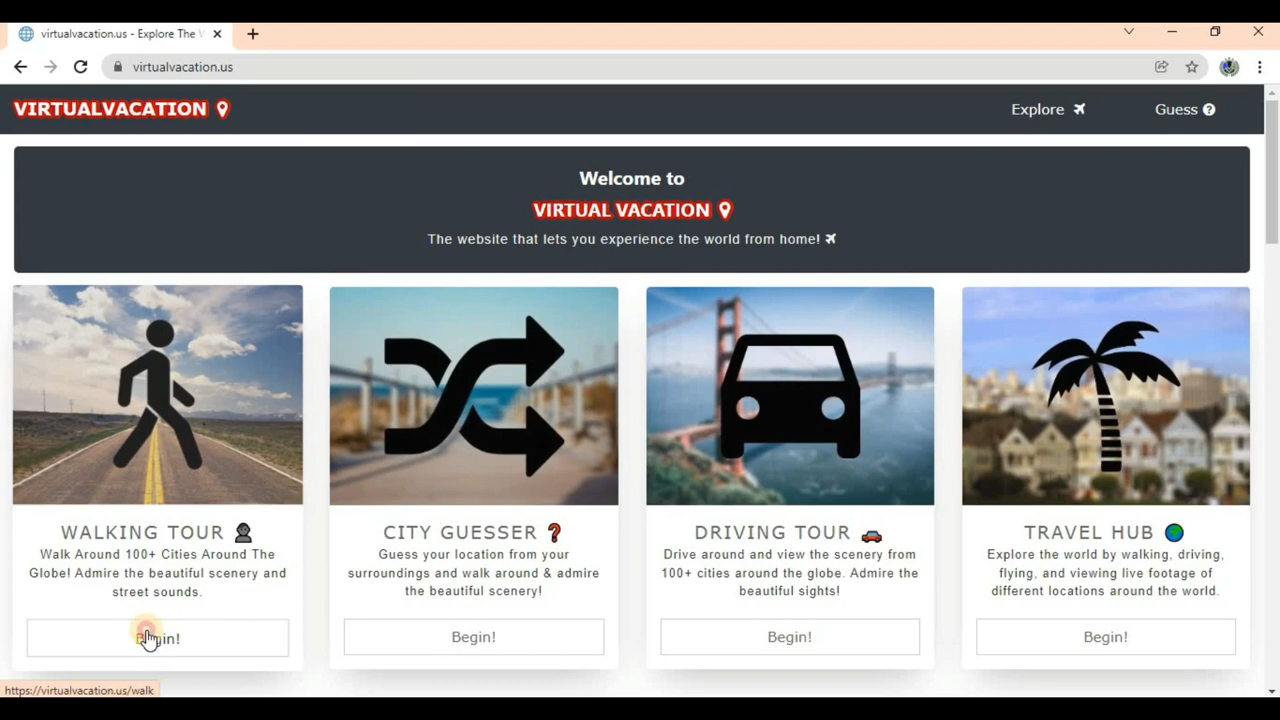 virtualvacation.us - Explore The W
virtualvacation.us
VIRTUALVACATION
Explore
Guess
Welcome to
VIRTUAL VACATION
The website that lets you experience the world from home!
WALKING TOUR
Walk Around 100+ Cities Around The
Globe! Admire the beautiful scenery and
street sounds.
Begin!
CITY GUESSER
Guess your location from your
surroundings and walk around & admire
the beautiful scenery!
Begin!
DRIVING TOUR
Drive around and view the scenery from
100+ cities around the globe. Admire the
beautiful sights!
Begin!
TRAVEL HUB
Explore the world by walking, driving,
flying, and viewing live footage of
different locations around the world.
Begin!
https://virtualvacation.us/walk